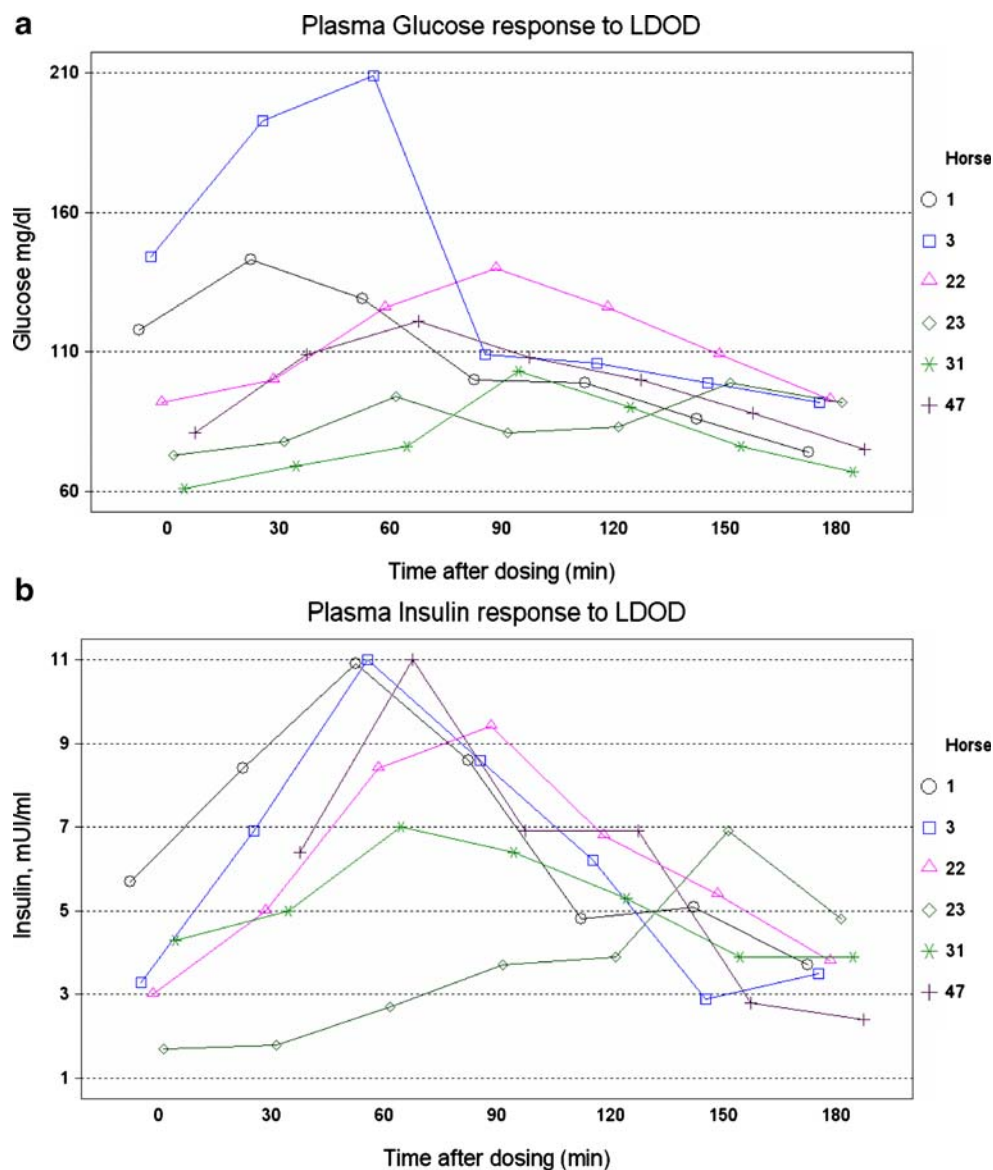 a
Plasma Glucose response to LDOD
210
160
110
60
Glucose mg/dl
0 30 60 90 120 150 180
Time after dosing (min)
Horse
1
3
22
23
31
47
b
Plasma Insulin response to LDOD
11
9
7
5
3
1
Insulin, mUI/ml
0 30 60 90 120 150 180
Time after dosing (min)
Horse
1
3
22
23
31
47